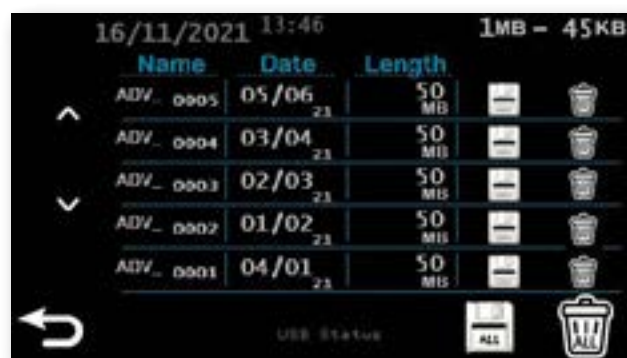 16/11/2021 13:46 1MB - 45KB
Name Date Length
ADV_ 0005 05/06 21 50 MB
ADV_ 0004 03/04 21 50 MB
ADV_ 0003 02/03 21 50 MB
ADV_ 0002 01/02 21 50 MB
ADV_ 0001 04/01 21 50 MB
USB Status ALL ALL